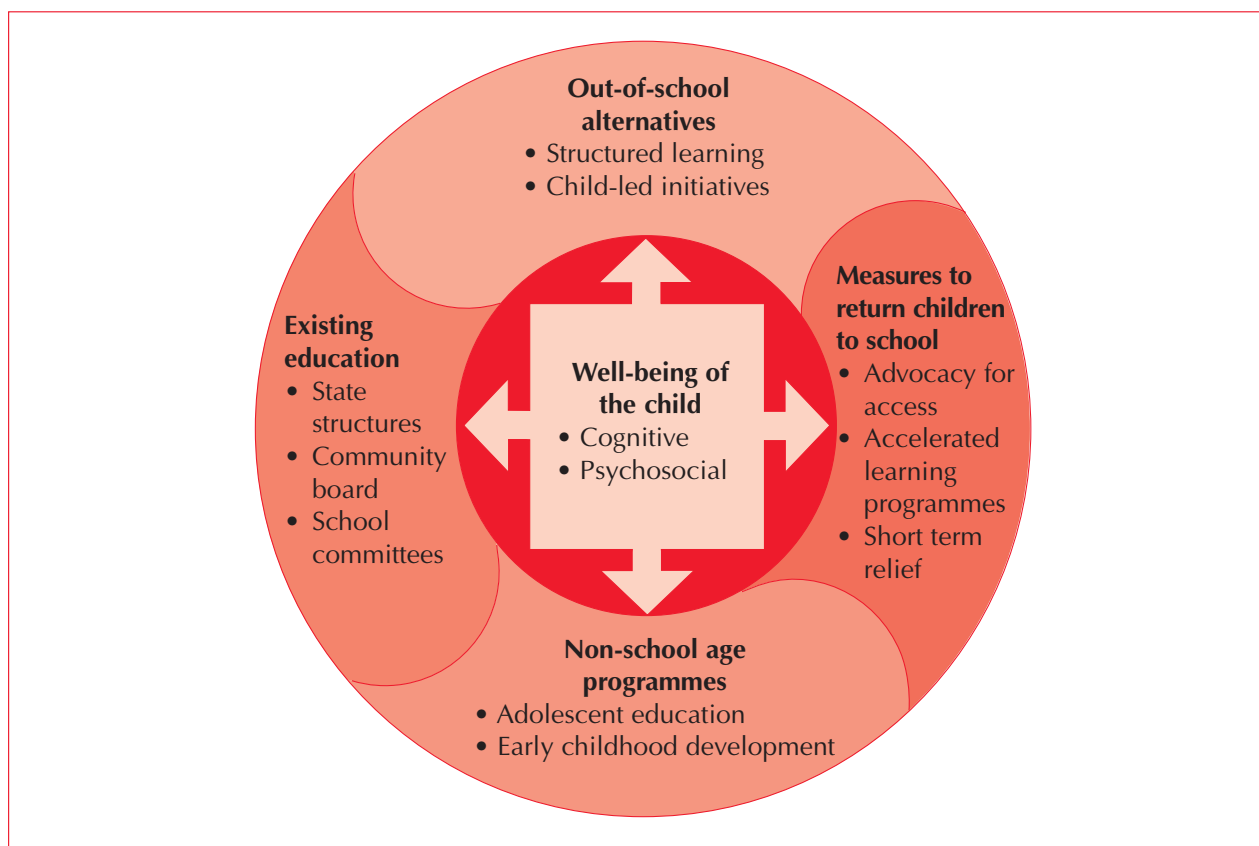 Out-of-school
alternatives
• Structured learning
• Child-led initiatives
Existing
education
• State
structures
• Community
board
• School
committees
Well-being of
the child
• Cognitive
• Psychosocial
Measures to
return children
to school
• Advocacy for
access
• Accelerated
learning
programmes
• Short term
relief
Non-school age
programmes
• Adolescent education
• Early childhood development